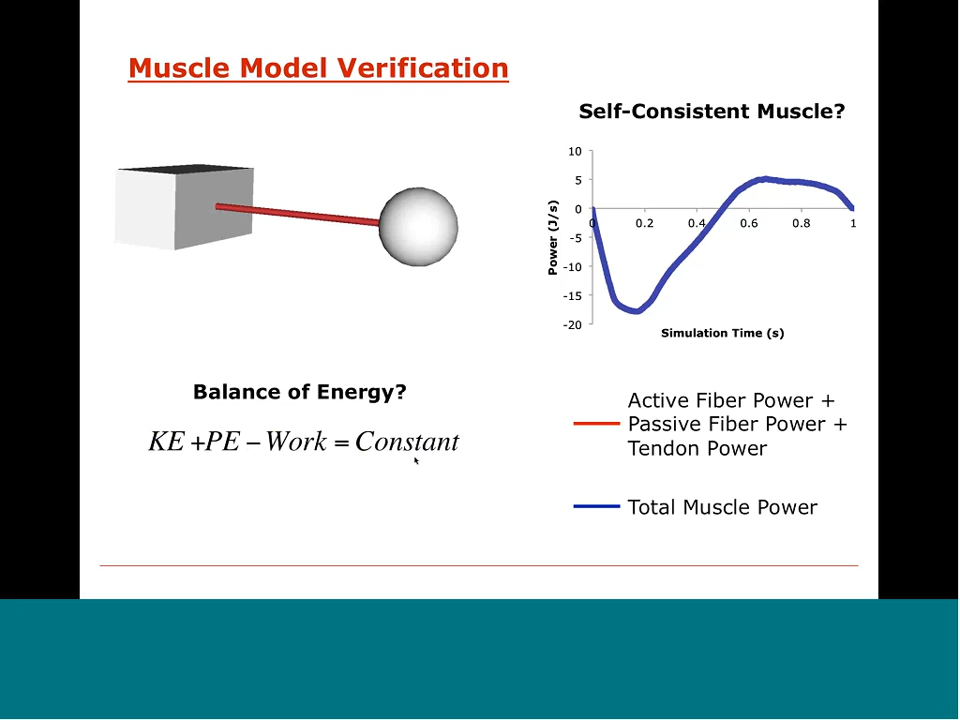 Muscle Model Verification
Self-Consistent Muscle?
10
5
0
-5
-10
-15
-20
0
0.2
0.4
0.6
0.8
1
Power (J/s)
Simulation Time (s)
Balance of Energy?
KE +PE − Work = Constant
Active Fiber Power +
Passive Fiber Power +
Tendon Power
Total Muscle Power